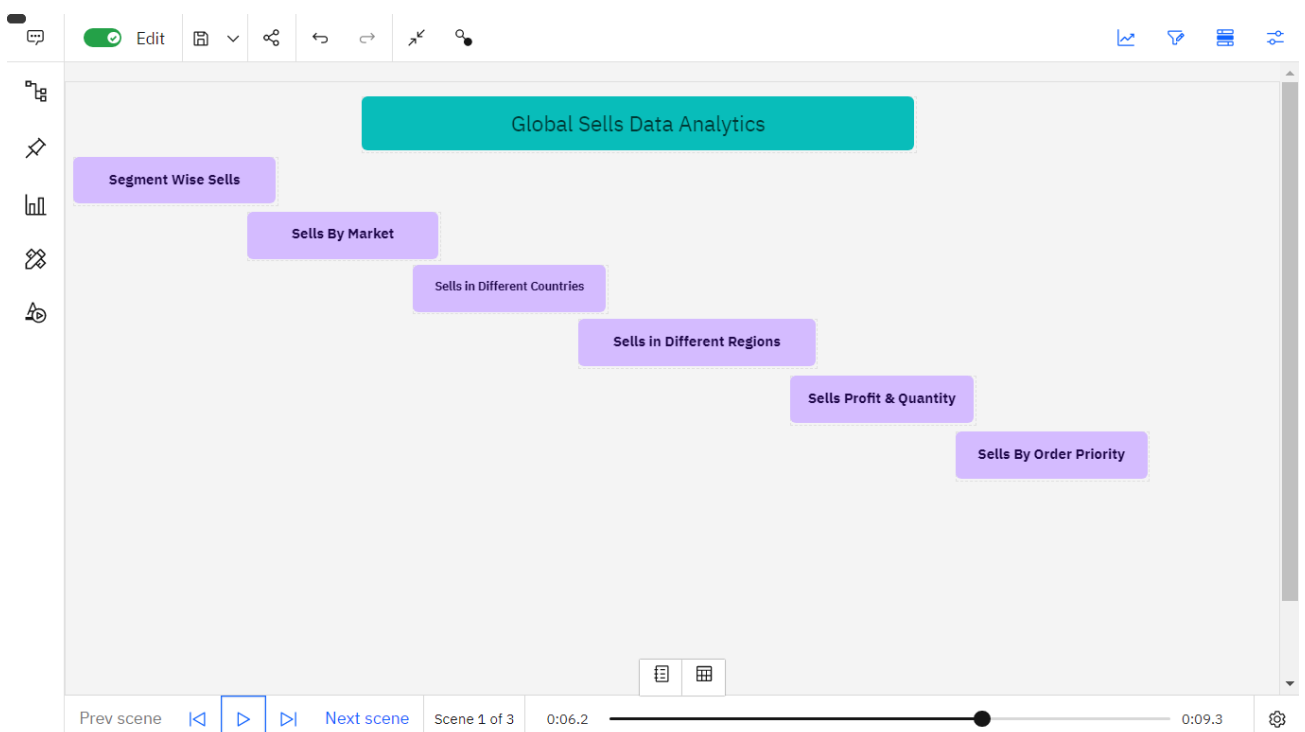 Edit
Global Sells Data Analytics
Segment Wise Sells
Sells By Market
Sells in Different Countries
Sells in Different Regions
Sells Profit & Quantity
Sells By Order Priority
Prev scene
Next scene
Scene 1 of 3
0:06.2
0:09.3